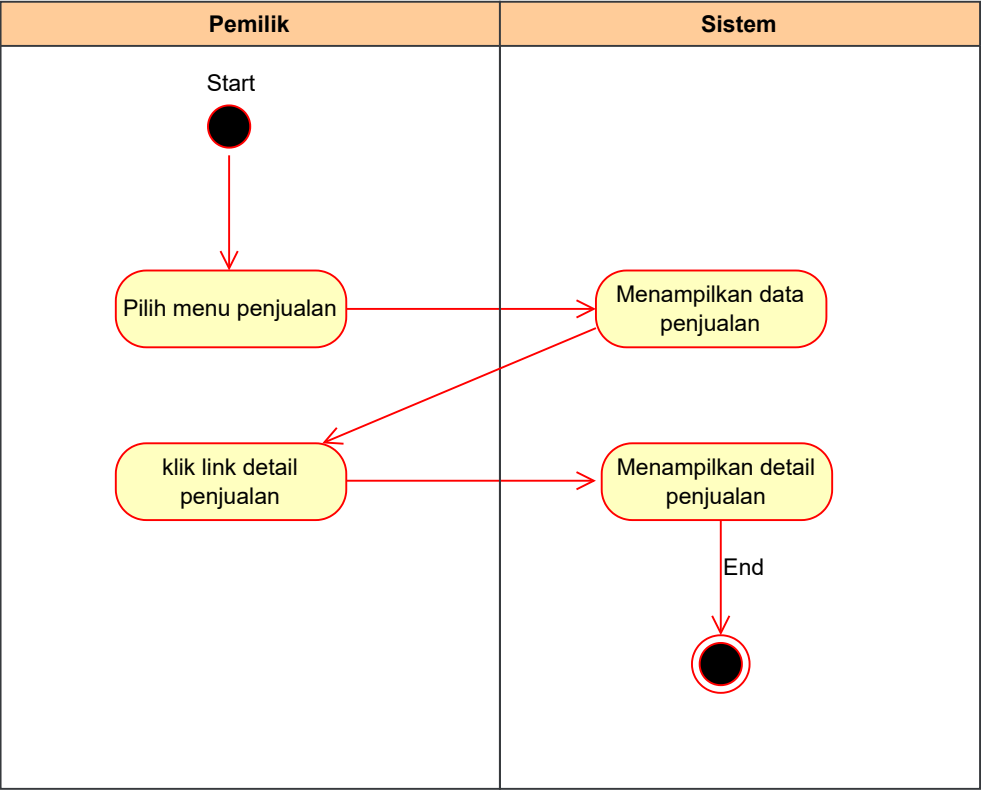 Pemilik
Sistem
Start
Pilih menu penjualan
Menampilkan data
penjualan
klik link detail
penjualan
Menampilkan detail
penjualan
End